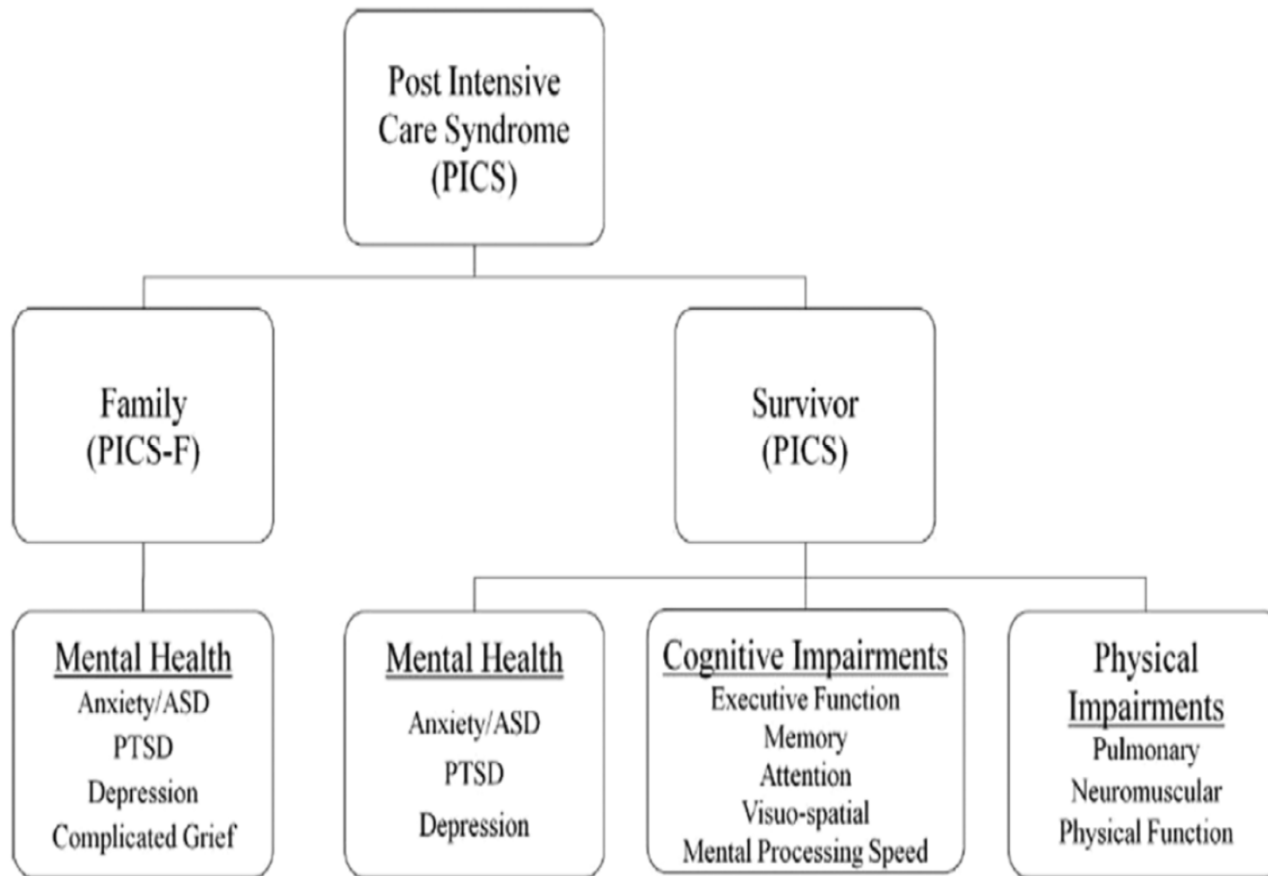 Post Intensive
Care Syndrome
(PICS)
Family
(PICS-F)
Survivor
(PICS)
Mental Health
Anxiety/ASD
PTSD
Depression
Complicated Grief
Mental Health
Anxiety/ASD
PTSD
Depression
Cognitive Impairments
Executive Function
Memory
Attention
Visuo-spatial
Mental Processing Speed
Physical
Impairments
Pulmonary
Neuromuscular
Physical Function